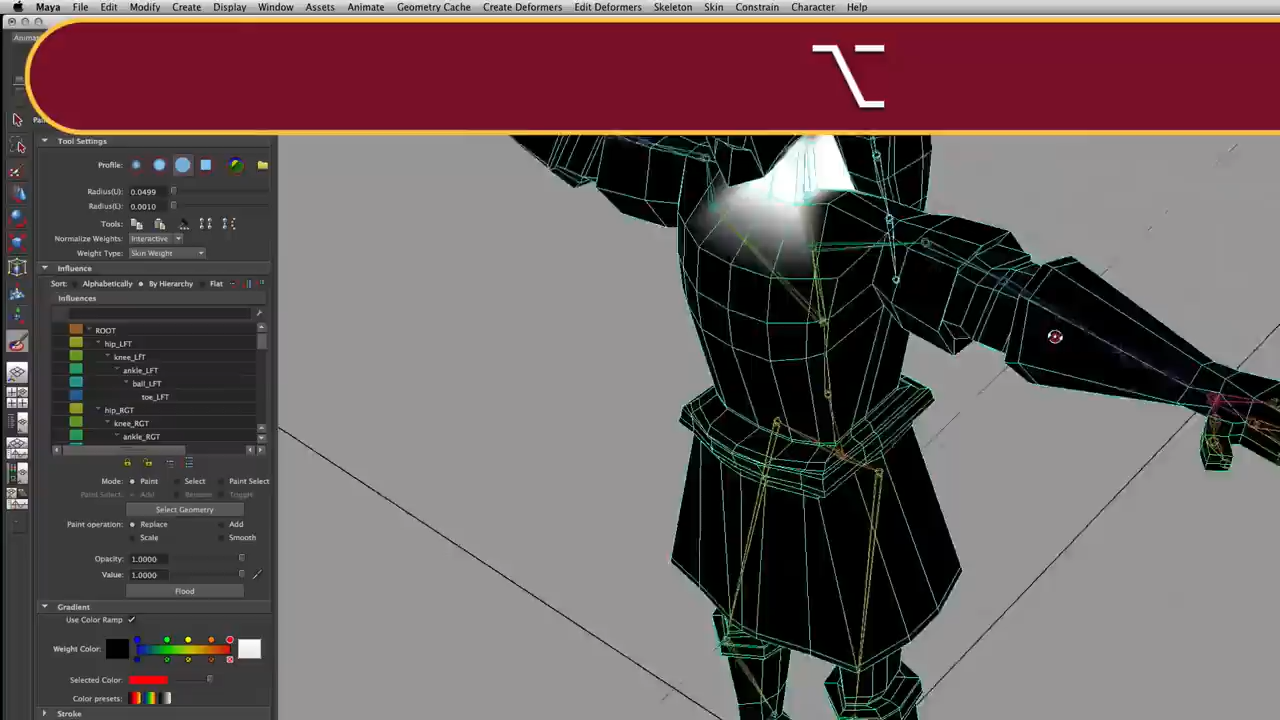 Maya File Edit Modify Create Display Window Assets Animate Geometry Cache Create Deformers Edit Deformers Skeleton Skin Constrain Character Help
⌥
Tool Settings
Profile:
Radius(U): 0.0499
Radius(L): 0.0010
Tools:
Normalize Weights: Interactive
Weight Type: Skin Weight
Influence
Sort: Alphabetically By Hierarchy Flat
Influences
ROOT
hip_LFT
knee_LfT
ankle_LFT
ball_LFT
toe_LFT
hip_RGT
knee_RGT
ankle_RGT
Mode: Paint Select Paint Select
Paint Select: Add Remove Toggle
Select Geometry
Paint operation: Replace Add
Scale Smooth
Opacity: 1.0000
Value: 1.0000
Flood
Gradient
Use Color Ramp
Weight Color:
Selected Color:
Color presets:
Stroke